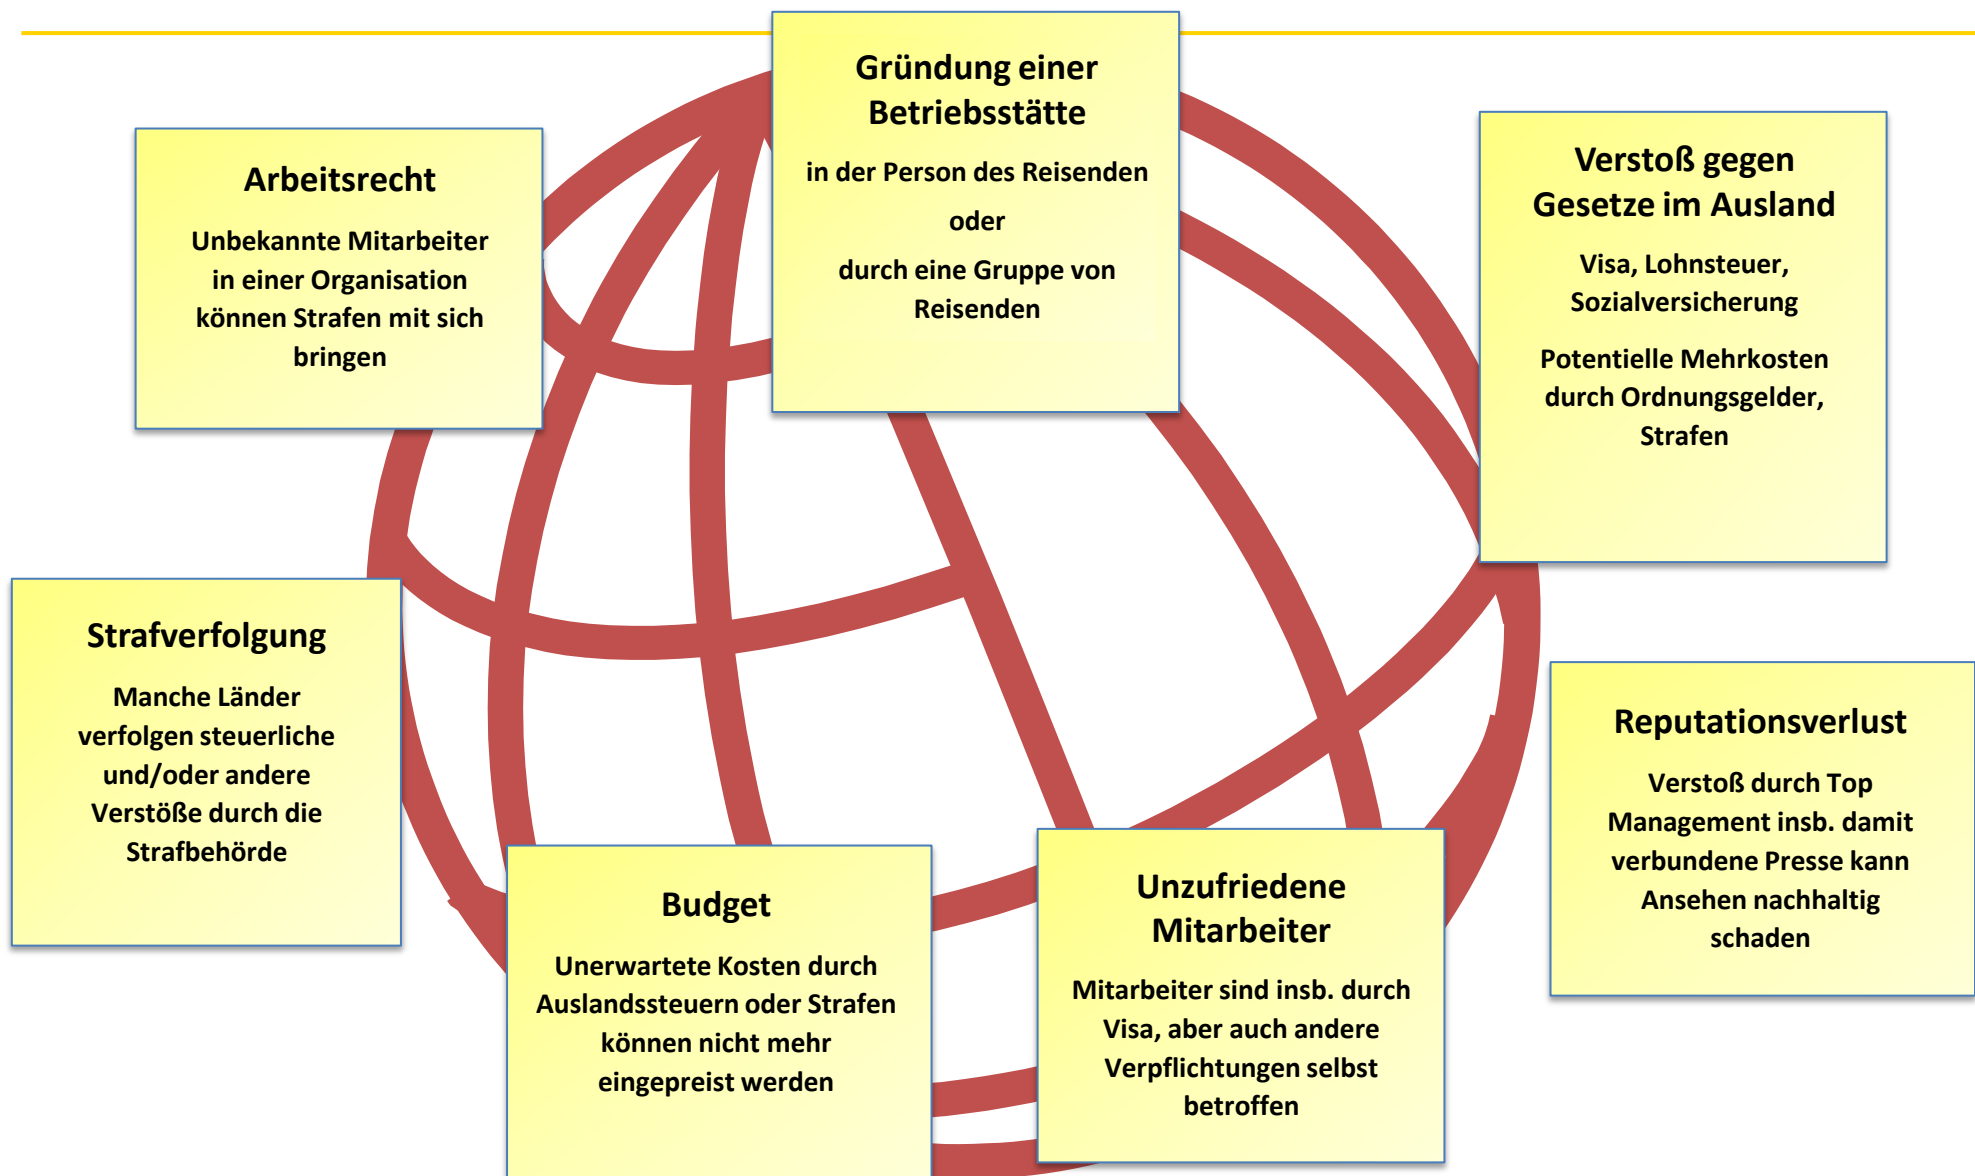 Gründung einer
Betriebsstätte
in der Person des Reisenden
oder
durch eine Gruppe von
Reisenden
Arbeitsrecht
Unbekannte Mitarbeiter
in einer Organisation
können Strafen mit sich
bringen
Verstoß gegen
Gesetze im Ausland
Visa, Lohnsteuer,
Sozialversicherung
Potentielle Mehrkosten
durch Ordnungsgelder,
Strafen
Strafverfolgung
Manche Länder
verfolgen steuerliche
und/oder andere
Verstöße durch die
Strafbehörde
Reputationsverlust
Verstoß durch Top
Management insb. damit
verbundene Presse kann
Ansehen nachhaltig
schaden
Budget
Unerwartete Kosten durch
Auslandssteuern oder Strafen
können nicht mehr
eingepreist werden
Unzufriedene
Mitarbeiter
Mitarbeiter sind insb. durch
Visa, aber auch andere
Verpflichtungen selbst
betroffen